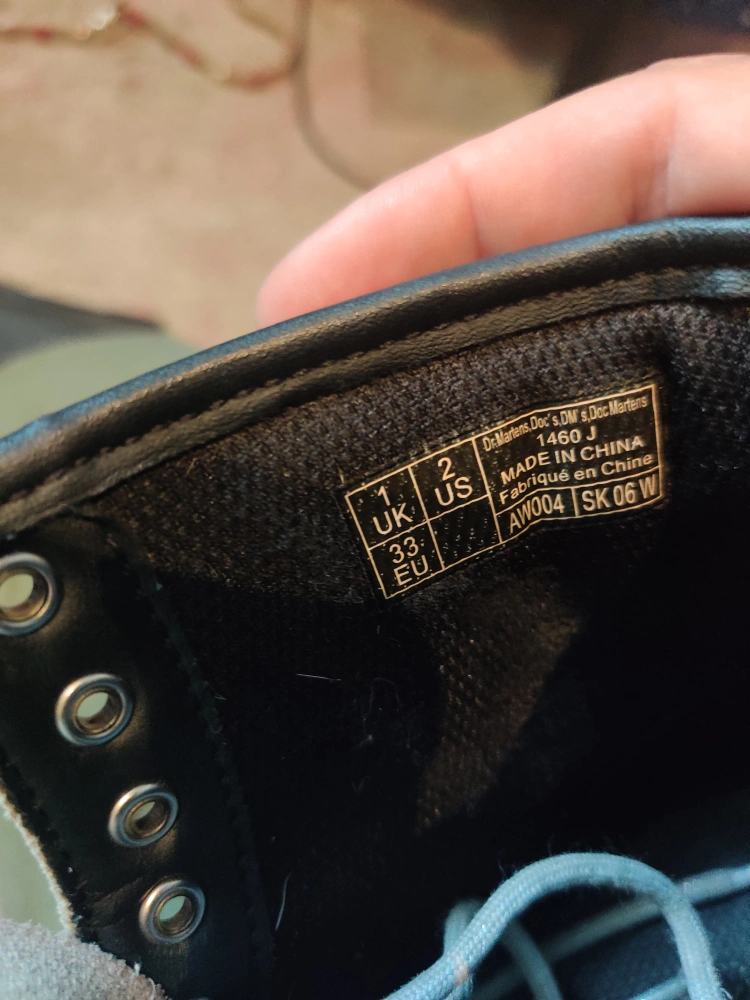 1
UK
2
US
33
EU
Dr.Martens,Doc's,DM's,Doc Martens
1460 J
MADE IN CHINA
Fabriqué en Chine
AW004
SK 06 W